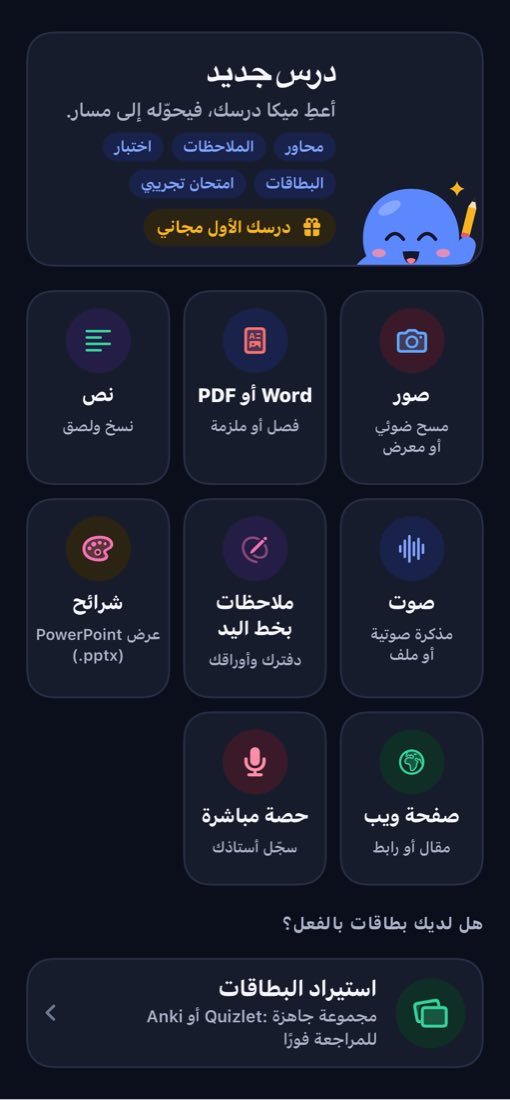 درس جديد
أعطِ ميكا درسك، فيحوّله إلى مسار.
محاور
الملاحظات
اختبار
البطاقات
امتحان تجريبي
درسك الأول مجاني
صور
مسح ضوئي
أو معرض
Word أو PDF
فصل أو ملزمة
نص
نسخ ولصق
صوت
مذكرة صوتية
أو ملف
ملاحظات
بخط اليد
دفترك وأوراقك
شرائح
عرض PowerPoint
(.pptx)
صفحة ويب
مقال أو رابط
حصة مباشرة
سجّل أستاذك
هل لديك بطاقات بالفعل؟
استيراد البطاقات
مجموعة جاهزة :Quizlet أو Anki
للمراجعة فورًا